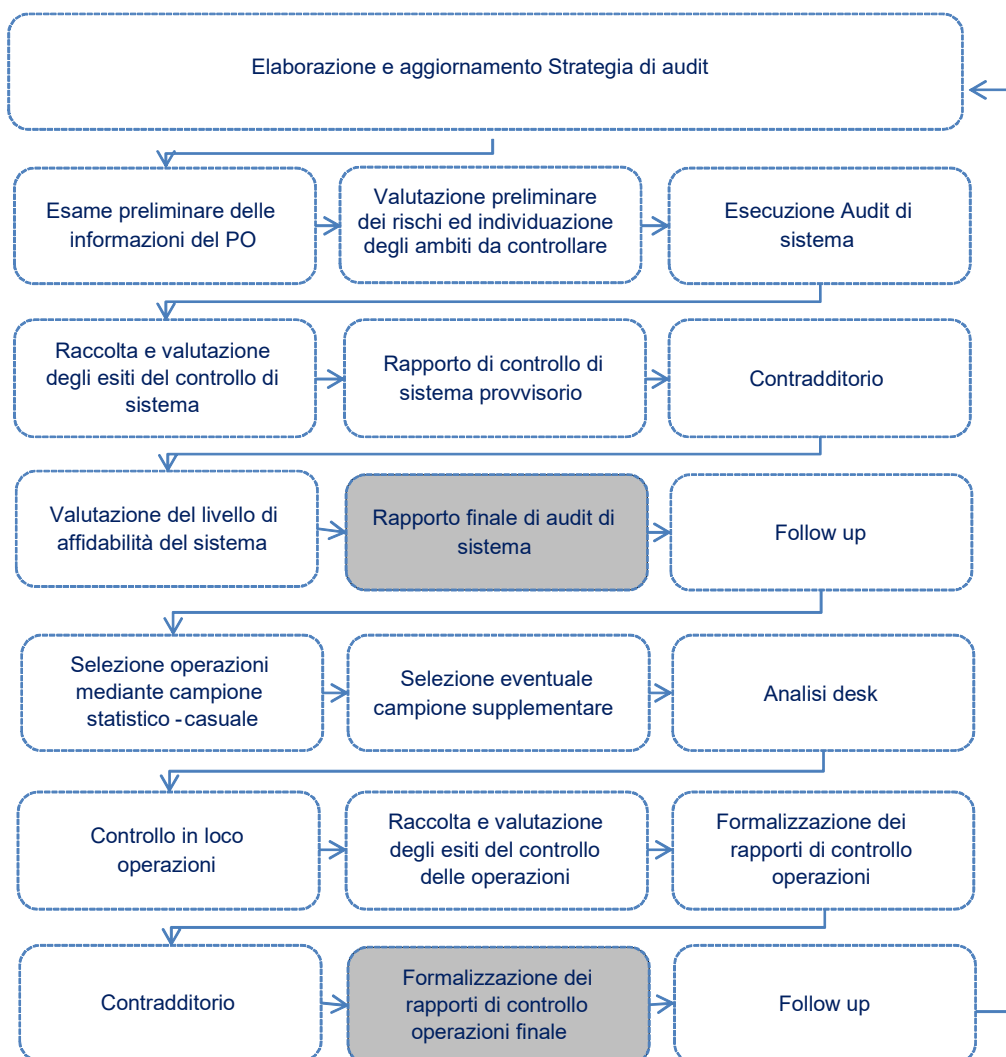 Elaborazione e aggiornamento Strategia di audit
Esame preliminare delle
informazioni del PO
Valutazione preliminare
dei rischi ed individuazione
degli ambiti da controllare
Esecuzione Audit di
sistema
Raccolta e valutazione
degli esiti del controllo di
sistema
Rapporto di controllo di
sistema provvisorio
Contradditorio
Valutazione del livello di
affidabilità del sistema
Rapporto finale di audit di
sistema
Follow up
Selezione operazioni
mediante campione
statistico -casuale
Selezione eventuale
campione supplementare
Analisi desk
Controllo in loco
operazioni
Raccolta e valutazione
degli esiti del controllo
delle operazioni
Formalizzazione dei
rapporti di controllo
operazioni
Contradditorio
Formalizzazione dei
rapporti di controllo
operazioni finale
Follow up